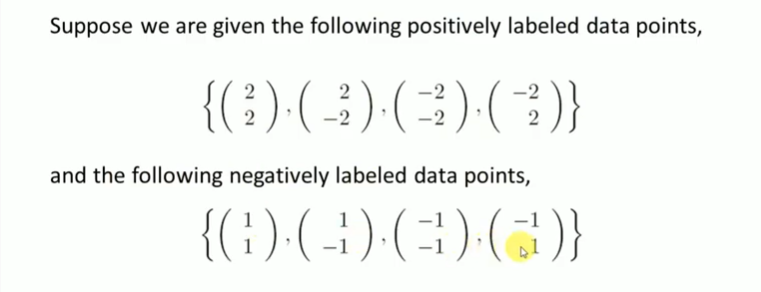 Suppose we are given the following positively labeled data points,
{( 2 2 ), ( 2 −2 ), ( −2 −2 ), ( −2 2 )}
and the following negatively labeled data points,
{( 1 1 ), ( 1 −1 ), ( −1 −1 ), ( −1 1 )}